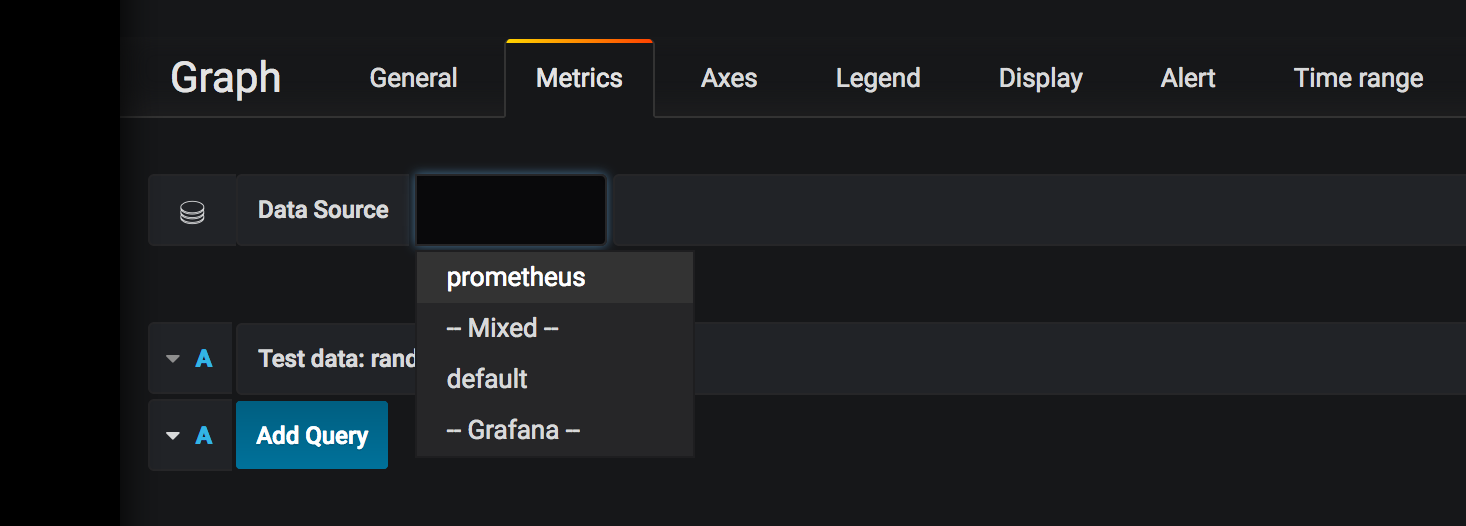 Graph General Metrics Axes Legend Display Alert Time range
Data Source
prometheus
-- Mixed --
default
-- Grafana --
A Test data: rand
A Add Query